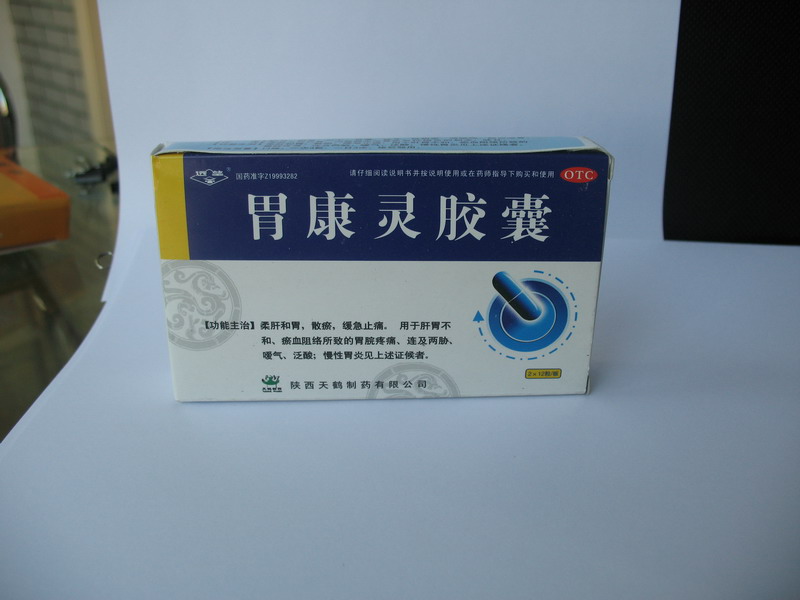 国药准字Z19993262
请仔细阅读说明书并按说明使用或在药师指导下购买和使用
OTC
胃康灵胶囊
【功能主治】柔肝和胃，散瘀，缓急止痛。 用于肝胃不
和、瘀血阻络所致的胃脘疼痛、连及两胁、
嗳气、泛酸；慢性胃炎见上述证候者。
陕西天鹤制药有限公司
2×12粒/板